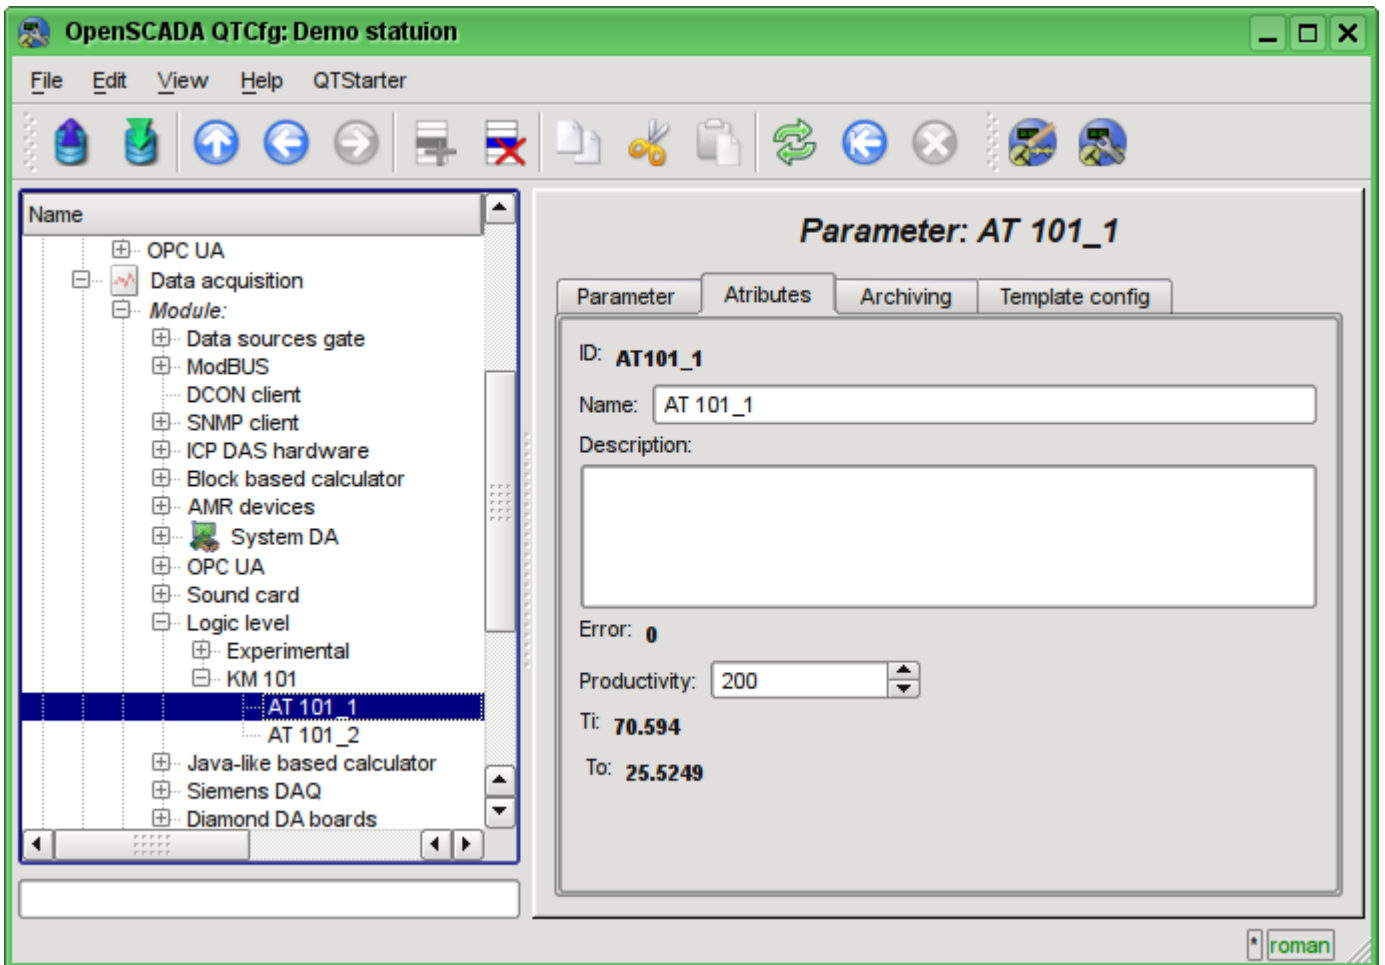 OpenSCADA QTCfg: Demo statuion
File Edit View Help QTStarter
Name
OPC UA
Data acquisition
Module:
Data sources gate
ModBUS
DCON client
SNMP client
ICP DAS hardware
Block based calculator
AMR devices
System DA
OPC UA
Sound card
Logic level
Experimental
KM 101
AT 101_1
AT 101_2
Java-like based calculator
Siemens DAQ
Diamond DA boards
Parameter: AT 101_1
Parameter Atributes Archiving Template config
ID: AT101_1
Name: AT 101_1
Description:
Error: 0
Productivity: 200
Ti: 70.594
To: 25.5249
* roman